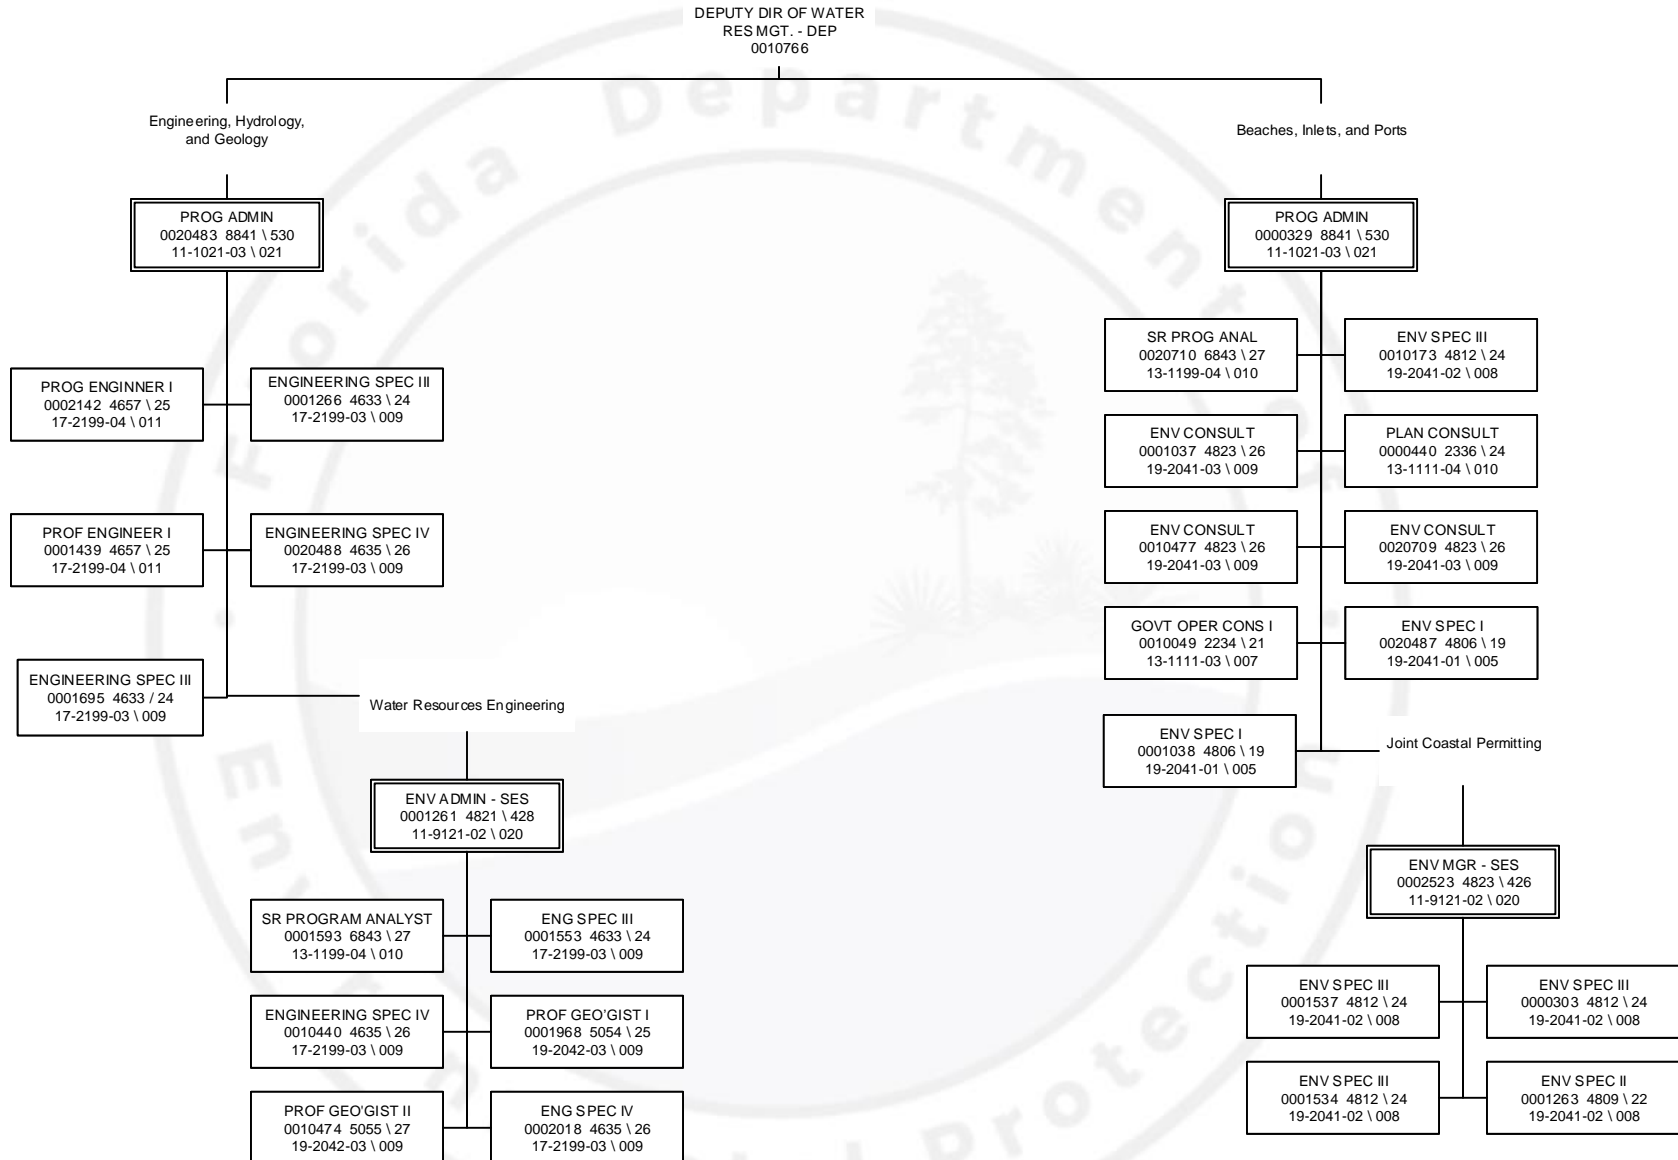 DEPUTY DIR OF WATER
RES MGT. - DEP
0010766
Engineering, Hydrology,
and Geology
PROG ADMIN
0020483 8841 \ 530
11-1021-03 \ 021
PROG ENGINNER I
0002142 4657 \ 25
17-2199-04 \ 011
ENGINEERING SPEC III
0001266 4633 \ 24
17-2199-03 \ 009
PROF ENGINEER I
0001439 4657 \ 25
17-2199-04 \ 011
ENGINEERING SPEC IV
0020488 4635 \ 26
17-2199-03 \ 009
ENGINEERING SPEC III
0001695 4633 / 24
17-2199-03 \ 009
Water Resources Engineering
ENV ADMIN - SES
0001261 4821 \ 428
11-9121-02 \ 020
SR PROGRAM ANALYST
0001593 6843 \ 27
13-1199-04 \ 010
ENG SPEC III
0001553 4633 \ 24
17-2199-03 \ 009
ENGINEERING SPEC IV
0010440 4635 \ 26
17-2199-03 \ 009
PROF GEO'GIST I
0001968 5054 \ 25
19-2042-03 \ 009
PROF GEO'GIST II
0010474 5055 \ 27
19-2042-03 \ 009
ENG SPEC IV
0002018 4635 \ 26
17-2199-03 \ 009
Beaches, Inlets, and Ports
PROG ADMIN
0000329 8841 \ 530
11-1021-03 \ 021
SR PROG ANAL
0020710 6843 \ 27
13-1199-04 \ 010
ENV SPEC III
0010173 4812 \ 24
19-2041-02 \ 008
ENV CONSULT
0001037 4823 \ 26
19-2041-03 \ 009
PLAN CONSULT
0000440 2336 \ 24
13-1111-04 \ 010
ENV CONSULT
0010477 4823 \ 26
19-2041-03 \ 009
ENV CONSULT
0020709 4823 \ 26
19-2041-03 \ 009
GOVT OPER CONS I
0010049 2234 \ 21
13-1111-03 \ 007
ENV SPEC I
0020487 4806 \ 19
19-2041-01 \ 005
ENV SPEC I
0001038 4806 \ 19
19-2041-01 \ 005
Joint Coastal Permitting
ENV MGR - SES
0002523 4823 \ 426
11-9121-02 \ 020
ENV SPEC III
0001537 4812 \ 24
19-2041-02 \ 008
ENV SPEC III
0000303 4812 \ 24
19-2041-02 \ 008
ENV SPEC III
0001534 4812 \ 24
19-2041-02 \ 008
ENV SPEC II
0001263 4809 \ 22
19-2041-02 \ 008
Florida Department of
Protection